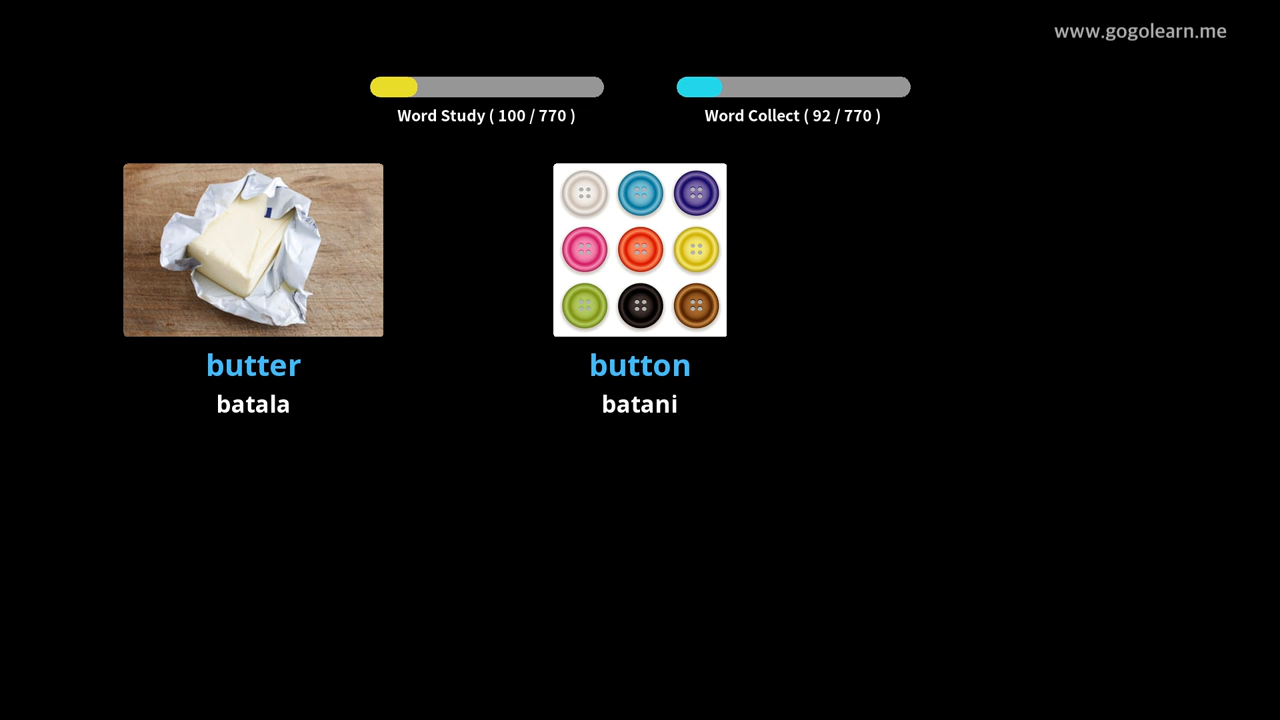 www.gogolearn.me
Word Study ( 100 / 770 )
Word Collect ( 92 / 770 )
butter
batala
button
batani